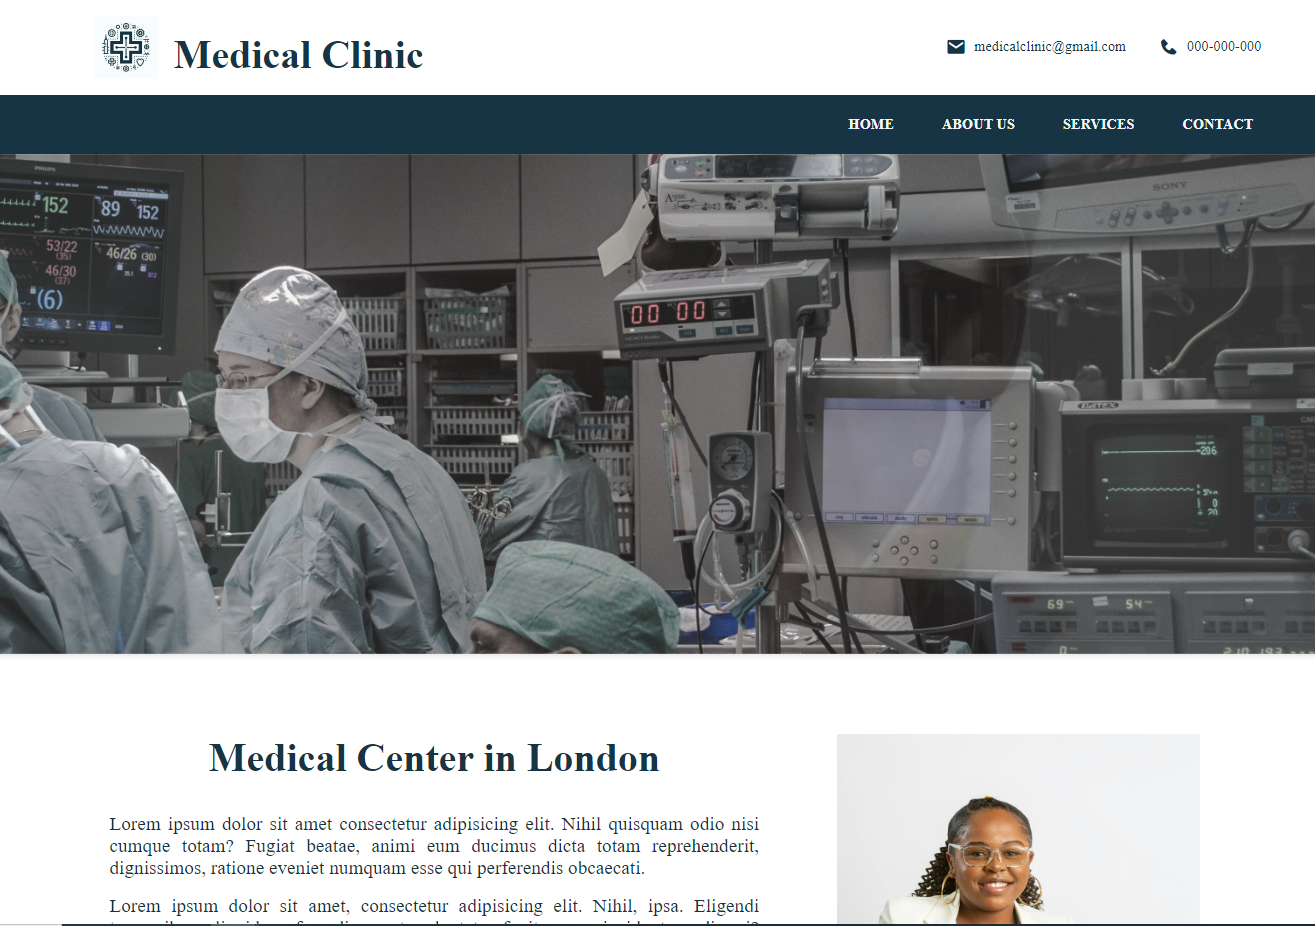 Medical Clinic
medicalclinic@gmail.com
000-000-000
HOME ABOUT US SERVICES CONTACT
PHILIPS
152
89 152
53/22
(35)
46/26 (30)
46/30
(37)
(6)
SONY
00 00
DATEX
206
69 54
Medical Center in London
Lorem ipsum dolor sit amet consectetur adipisicing elit. Nihil quisquam odio nisi
cumque totam? Fugiat beatae, animi eum ducimus dicta totam reprehenderit,
dignissimos, ratione eveniet numquam esse qui perferendis obcaecati.
Lorem ipsum dolor sit amet, consectetur adipisicing elit. Nihil, ipsa. Eligendi